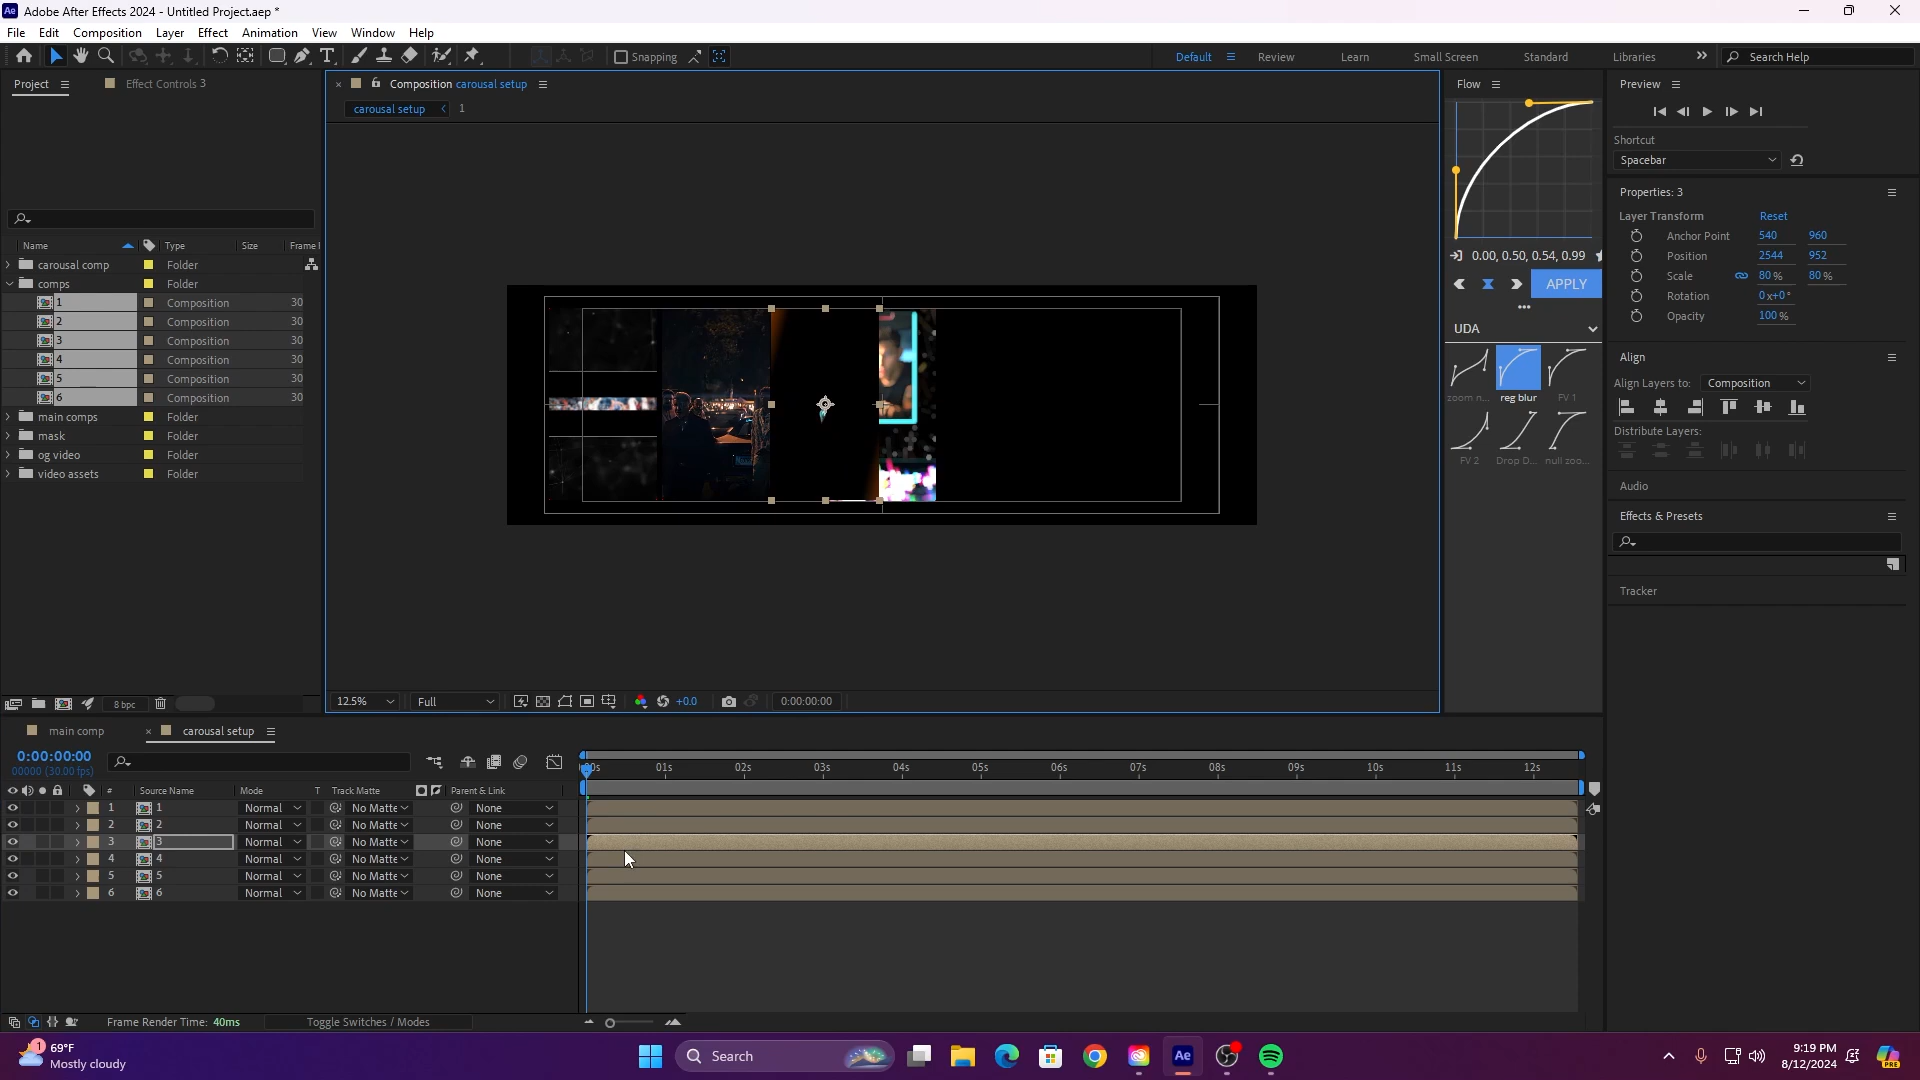 Adobe After Effects 2024 - Untitled Project.aep *
File Edit Composition Layer Effect Animation View Window Help
Snapping
Default Review Learn Small Screen Standard Libraries
Search Help
Project
Effect Controls 3
Composition carousal setup
carousal setup 1
Name Type Size Frame
carousal comp Folder
comps Folder
1 Composition 30
2 Composition 30
3 Composition 30
4 Composition 30
5 Composition 30
6 Composition 30
main comps Folder
mask Folder
og video Folder
video assets Folder
8 bpc
12.5% Full +0.0 0:00:00:00
Flow
0.00, 0.50, 0.54, 0.99
APPLY
UDA
zoom n... reg blur FV 1
FV 2 Drop D... null zoo...
Preview
Shortcut
Spacebar
Properties: 3
Layer Transform Reset
Anchor Point 540 960
Position 2544 952
Scale 80 % 80 %
Rotation 0x+0°
Opacity 100 %
Align
Align Layers to: Composition
Distribute Layers:
Audio
Effects & Presets
Tracker
main comp
carousal setup
0:00:00:00
00000 (30.00 fps)
01s 02s 03s 04s 05s 06s 07s 08s 09s 10s 11s 12s
# Source Name Mode T Track Matte Parent & Link
1 1 Normal No Matte None
2 2 Normal No Matte None
3 3 Normal No Matte None
4 4 Normal No Matte None
5 5 Normal No Matte None
6 6 Normal No Matte None
Frame Render Time: 40ms
Toggle Switches / Modes
1
69°F
Mostly cloudy
Search
Ae
9:19 PM
8/12/2024
PRE